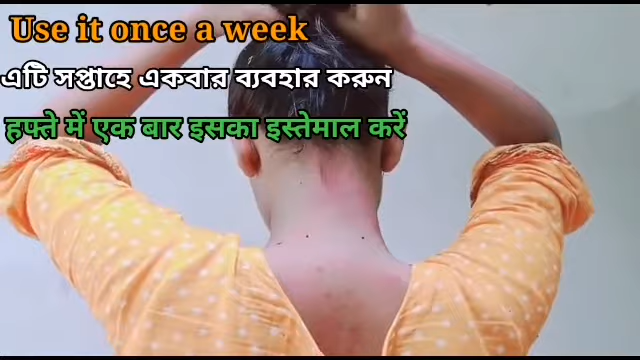 Use it once a week
এটি সপ্তাহে একবার ব্যবহার করুন
हफ्ते में एक बार इसका इस्तेमाल करें